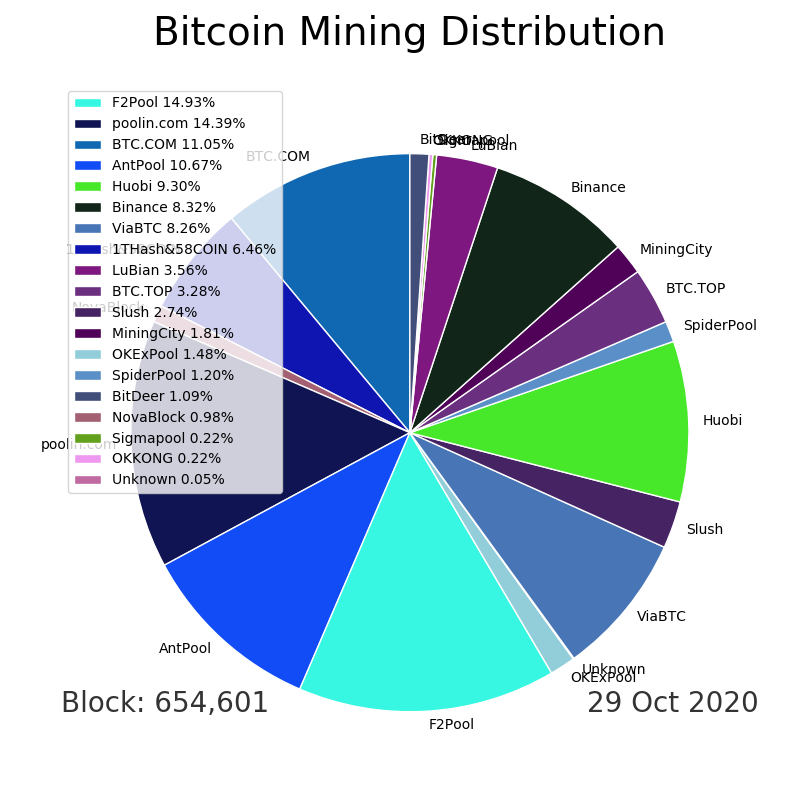 Bitcoin Mining Distribution
F2Pool 14.93%
poolin.com 14.39%
BTC.COM 11.05%
AntPool 10.67%
Huobi 9.30%
Binance 8.32%
ViaBTC 8.26%
1THash&58COIN 6.46%
LuBian 3.56%
BTC.TOP 3.28%
Slush 2.74%
MiningCity 1.81%
OKExPool 1.48%
SpiderPool 1.20%
BitDeer 1.09%
NovaBlock 0.98%
Sigmapool 0.22%
OKKONG 0.22%
Unknown 0.05%
BTC.COM
NovaBlock
poolin.com
AntPool
F2Pool
OKExPool
Unknown
ViaBTC
Slush
Huobi
SpiderPool
BTC.TOP
MiningCity
Binance
LuBian
Sigmapool
Block: 654,601
29 Oct 2020